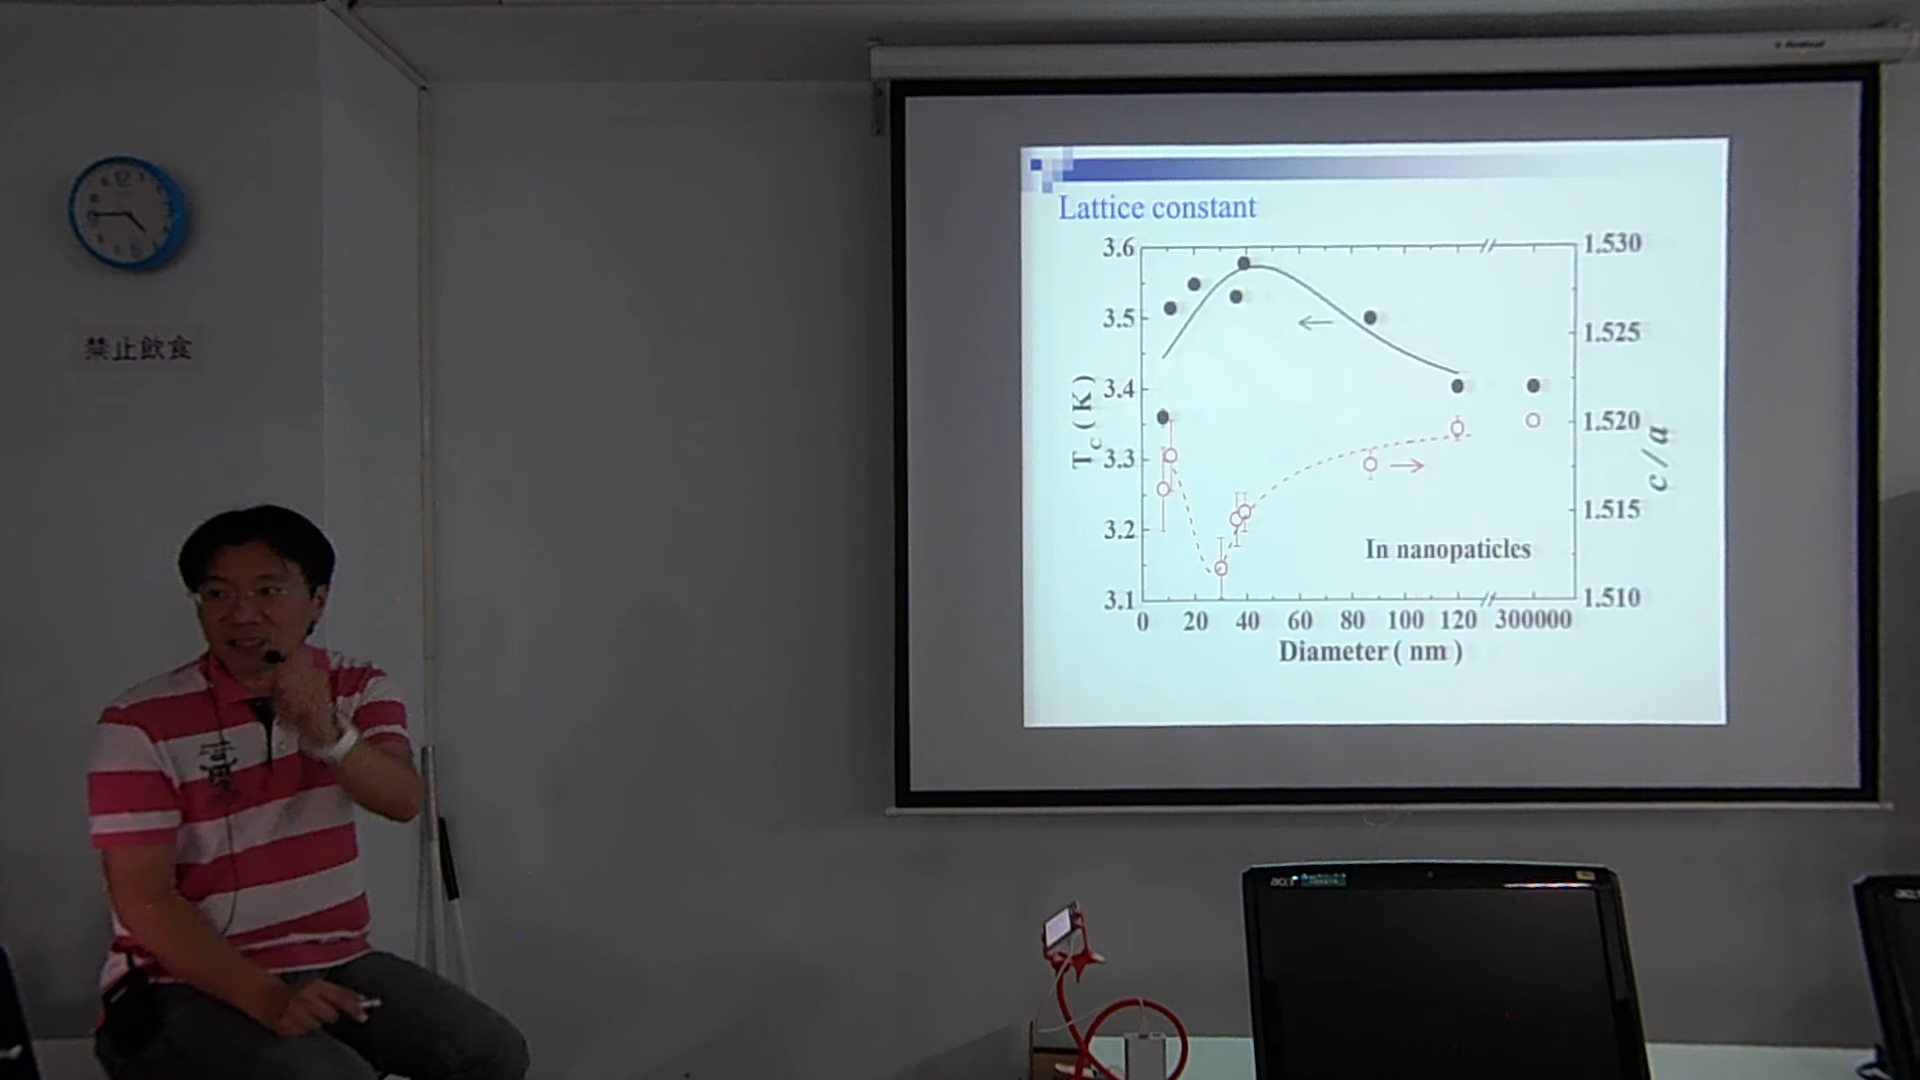 禁止飲食
Lattice constant
3.6
3.5
3.4
3.3
3.2
3.1
Tc ( K )
1.530
1.525
1.520
1.515
1.510
c / a
In nanopaticles
0 20 40 60 80 100 120 300000
Diameter ( nm )
acer